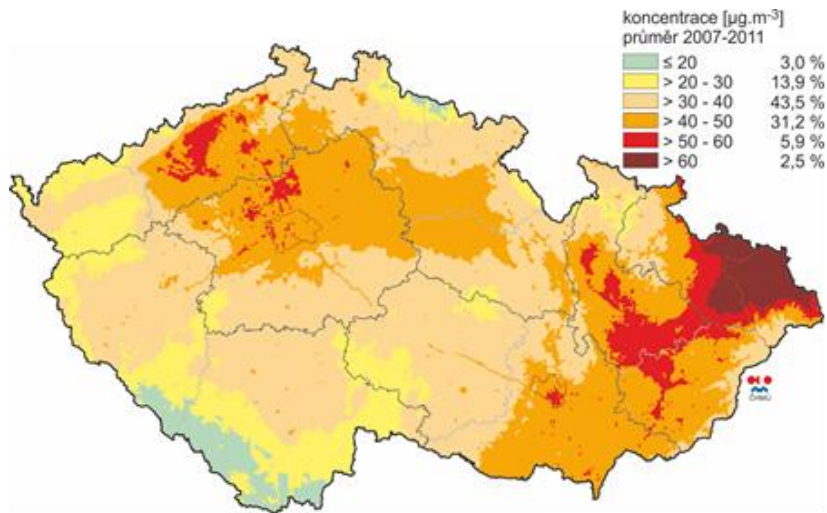 koncentrace [µg.m⁻³]
průměr 2007-2011
≤ 20 3,0 %
> 20 - 30 13,9 %
> 30 - 40 43,5 %
> 40 - 50 31,2 %
> 50 - 60 5,9 %
> 60 2,5 %
ČHMÚ